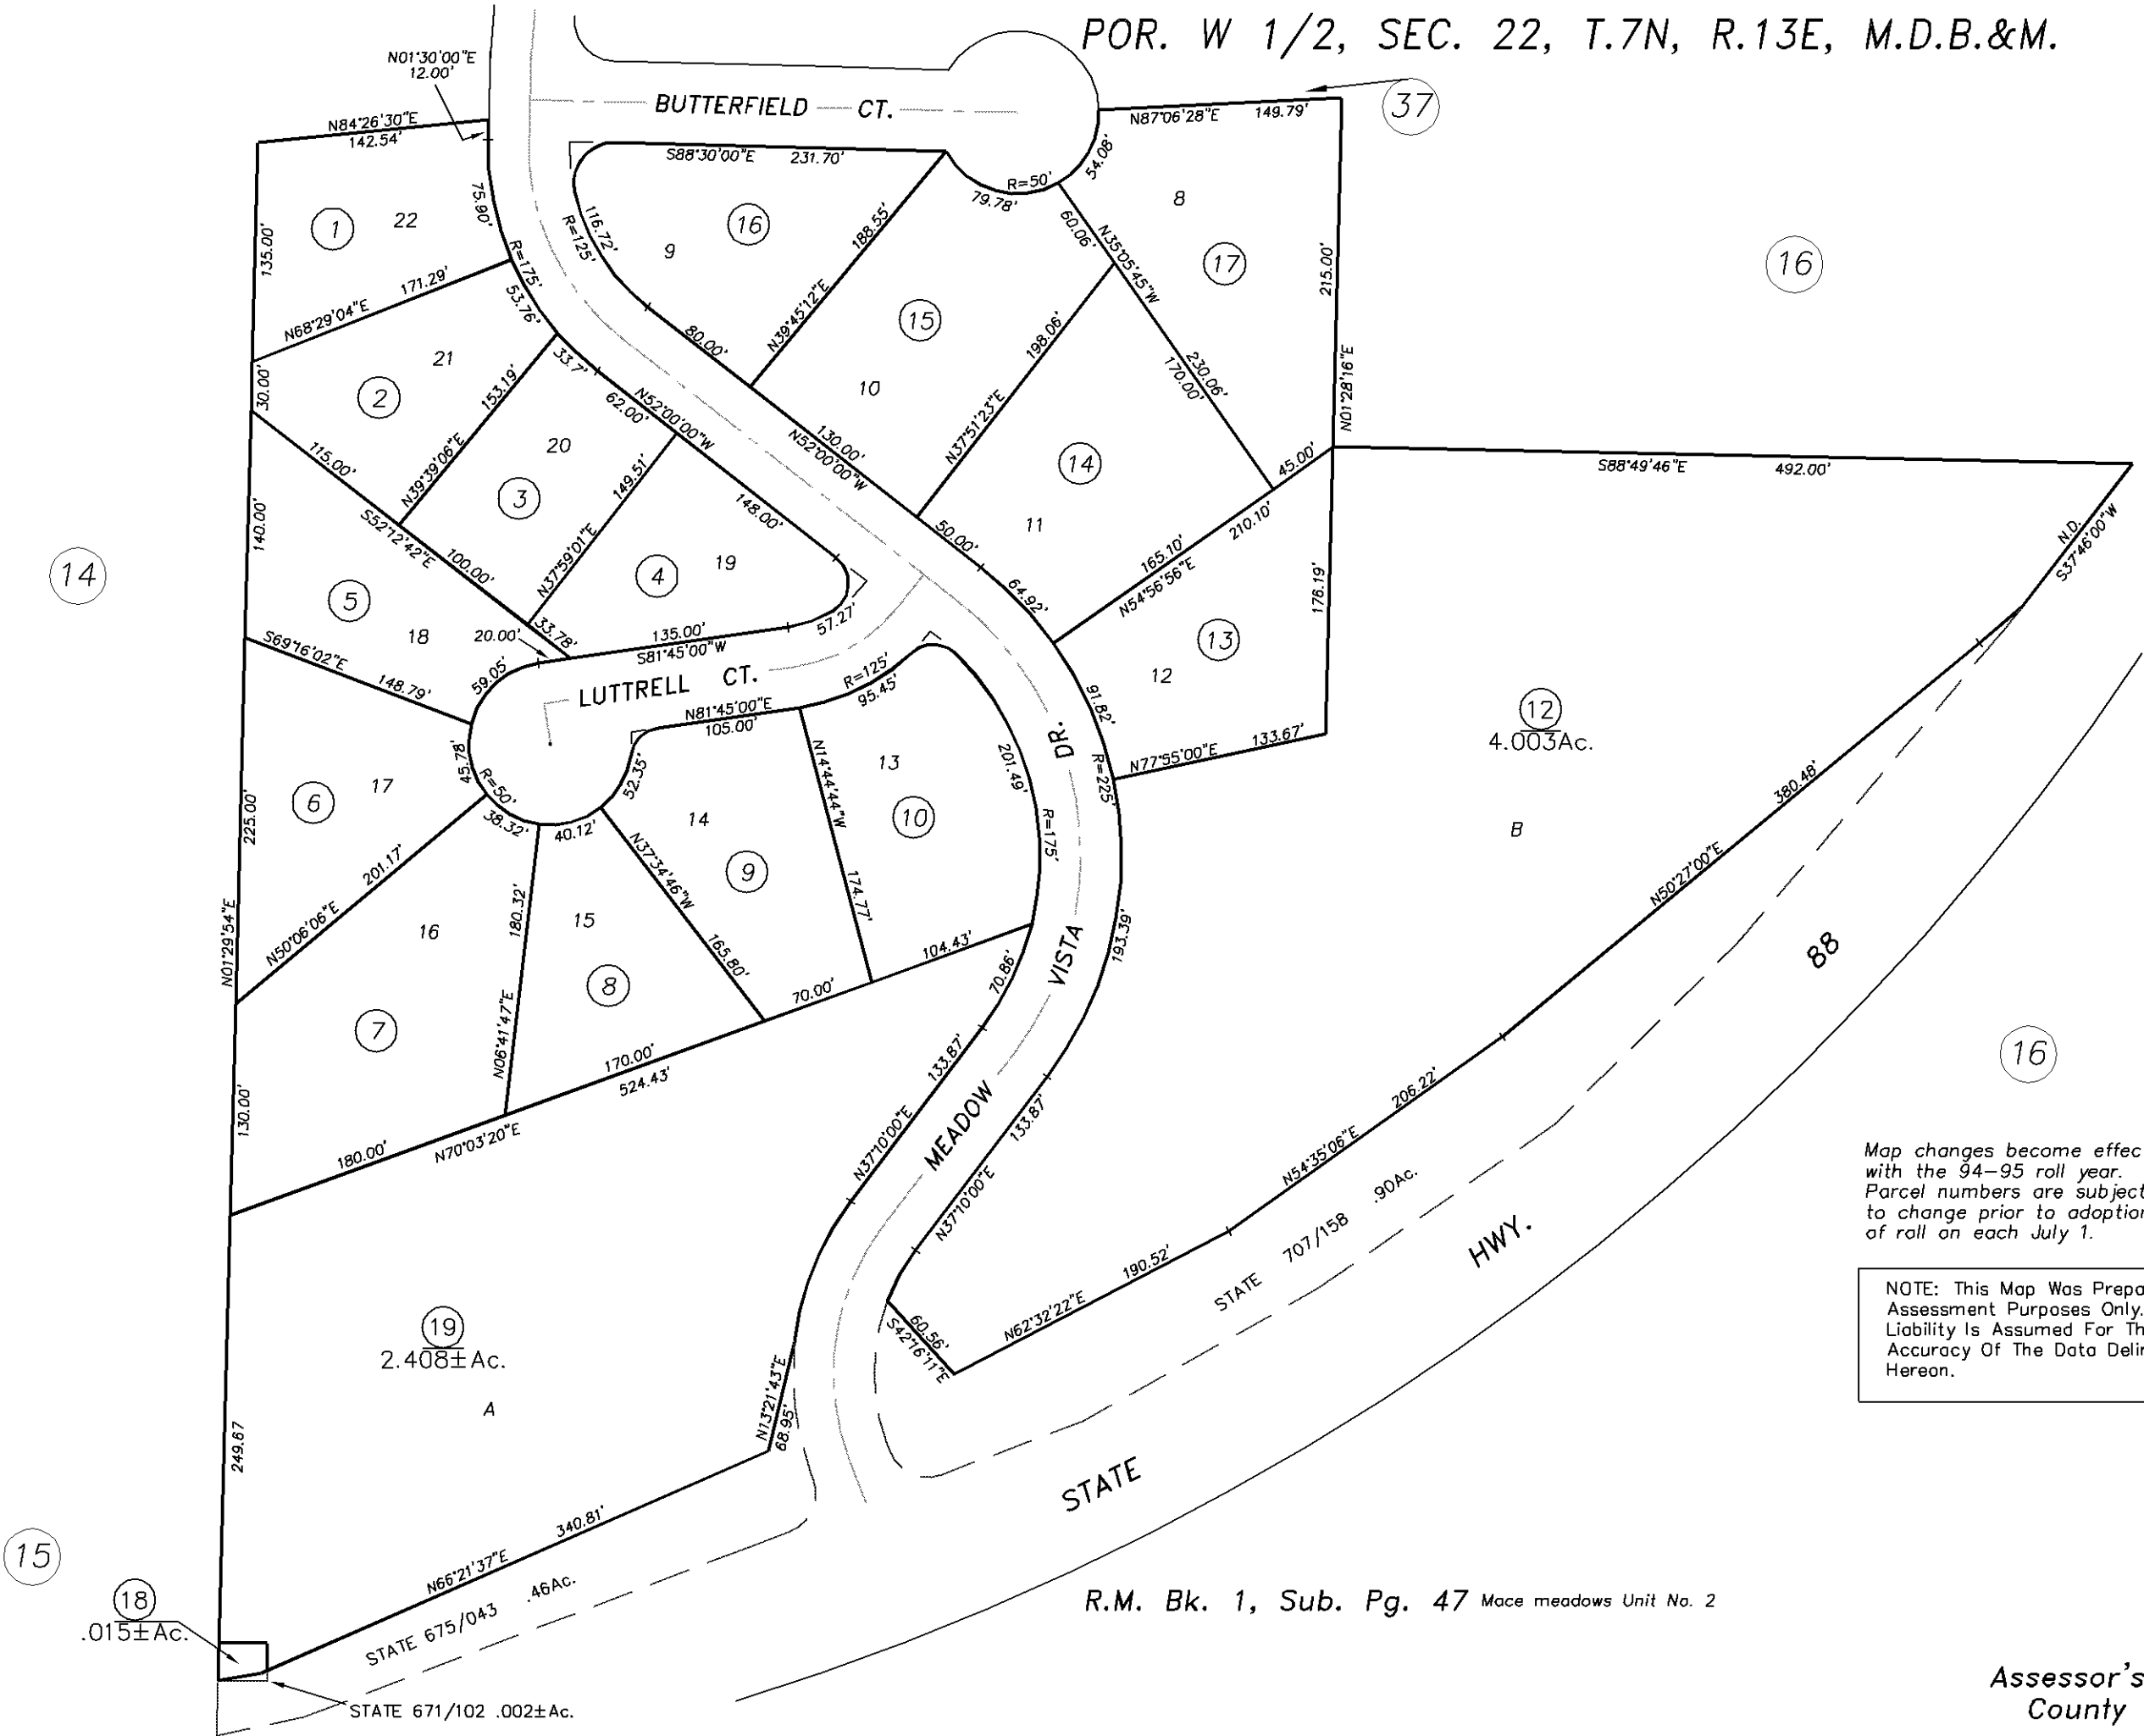 POR. W 1/2, SEC. 22, T.7N, R.13E, M.D.B.&M.
N01°30'00"E
12.00'
N84°26'30"E
142.54'
BUTTERFIELD CT.
N87°06'28"E 149.79'
37
S88°30'00"E 231.70'
R=50'
79.78'
54.08'
75.90'
R=175'
53.76'
33.7'
116.72'
R=125'
1
22
135.00'
N68°29'04"E 171.29'
9
16
80.00'
N39°45'12"E 188.55'
15
10
60.06'
N35°05'45"W
230.06'
170.00'
8
17
215.00'
N01°28'16"E
16
30.00'
2
21
N39°39'06"E 153.19'
115.00'
S52°12'42"E
100.00'
33.78'
20
3
62.00'
N52°00'00"W
148.00'
N37°59'01"E 149.51'
130.00'
N52°00'00"W
N37°51'23"E 198.06'
14
11
50.00'
45.00'
210.10'
165.10'
N54°56'56"E
64.92'
S88°49'46"E 492.00'
N.D.
S37°46'00"W
14
140.00'
5
18
4
19
20.00'
135.00'
S81°45'00"W
57.27'
S69°16'02"E
148.79'
59.05'
LUTTRELL CT.
R=125'
95.45'
N81°45'00"E
105.00'
176.19'
13
12
91.82'
R=225'
N77°55'00"E 133.67'
12
4.003Ac.
B
380.48'
N50°27'00"E
45.78'
R=50'
38.32'
40.12'
52.35'
6
17
225.00'
N01°29'54"E
N50°06'06"E 201.17'
14
9
N37°34'46"W
165.80'
N14°44'44"W
174.77'
13
10
201.49'
R=175'
DR.
VISTA
MEADOW
193.39'
16
7
N06°41'47"E 180.32'
15
8
104.43'
70.00'
170.00'
524.43'
180.00'
N70°03'20"E
130.00'
70.86'
133.87'
N37°10'00"E
133.87'
N37°10'00"E
88
16
206.22'
N54°35'06"E
190.52'
N62°32'22"E
60.56'
S42°16'11"E
STATE 707/158 .90Ac.
HWY.
STATE
Map changes become effec
with the 94-95 roll year.
Parcel numbers are subject
to change prior to adoption
of roll on each July 1.
NOTE: This Map Was Prepa
Assessment Purposes Only.
Liability Is Assumed For Th
Accuracy Of The Data Delin
Hereon.
19
2.408±Ac.
A
249.67
N13°21'43"E
68.95'
340.81'
N66°21'37"E
STATE 675/043 .46Ac.
15
18
.015±Ac.
STATE 671/102 .002±Ac.
R.M. Bk. 1, Sub. Pg. 47 Mace meadows Unit No. 2
Assessor's
County